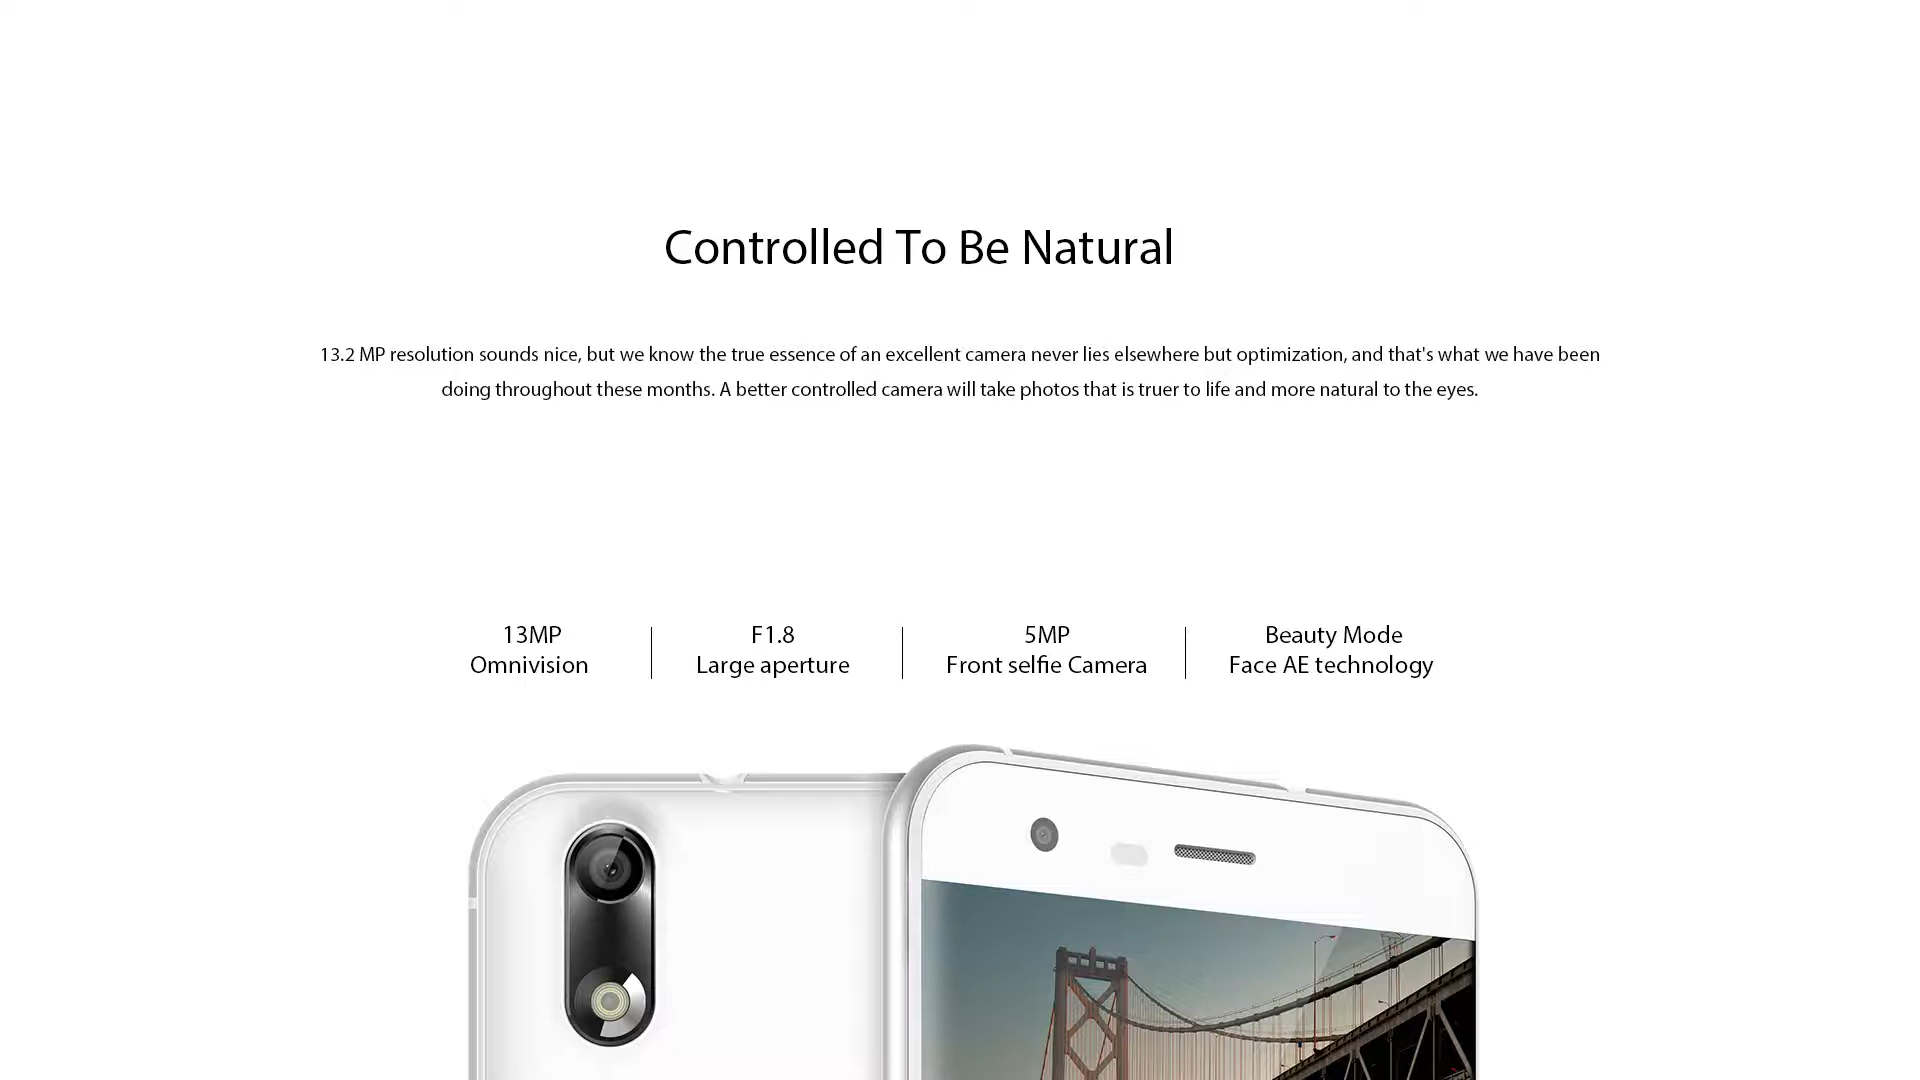 Controlled To Be Natural
13.2 MP resolution sounds nice, but we know the true essence of an excellent camera never lies elsewhere but optimization, and that's what we have been
doing throughout these months. A better controlled camera will take photos that is truer to life and more natural to the eyes.
13MP
Omnivision
F1.8
Large aperture
5MP
Front selfie Camera
Beauty Mode
Face AE technology